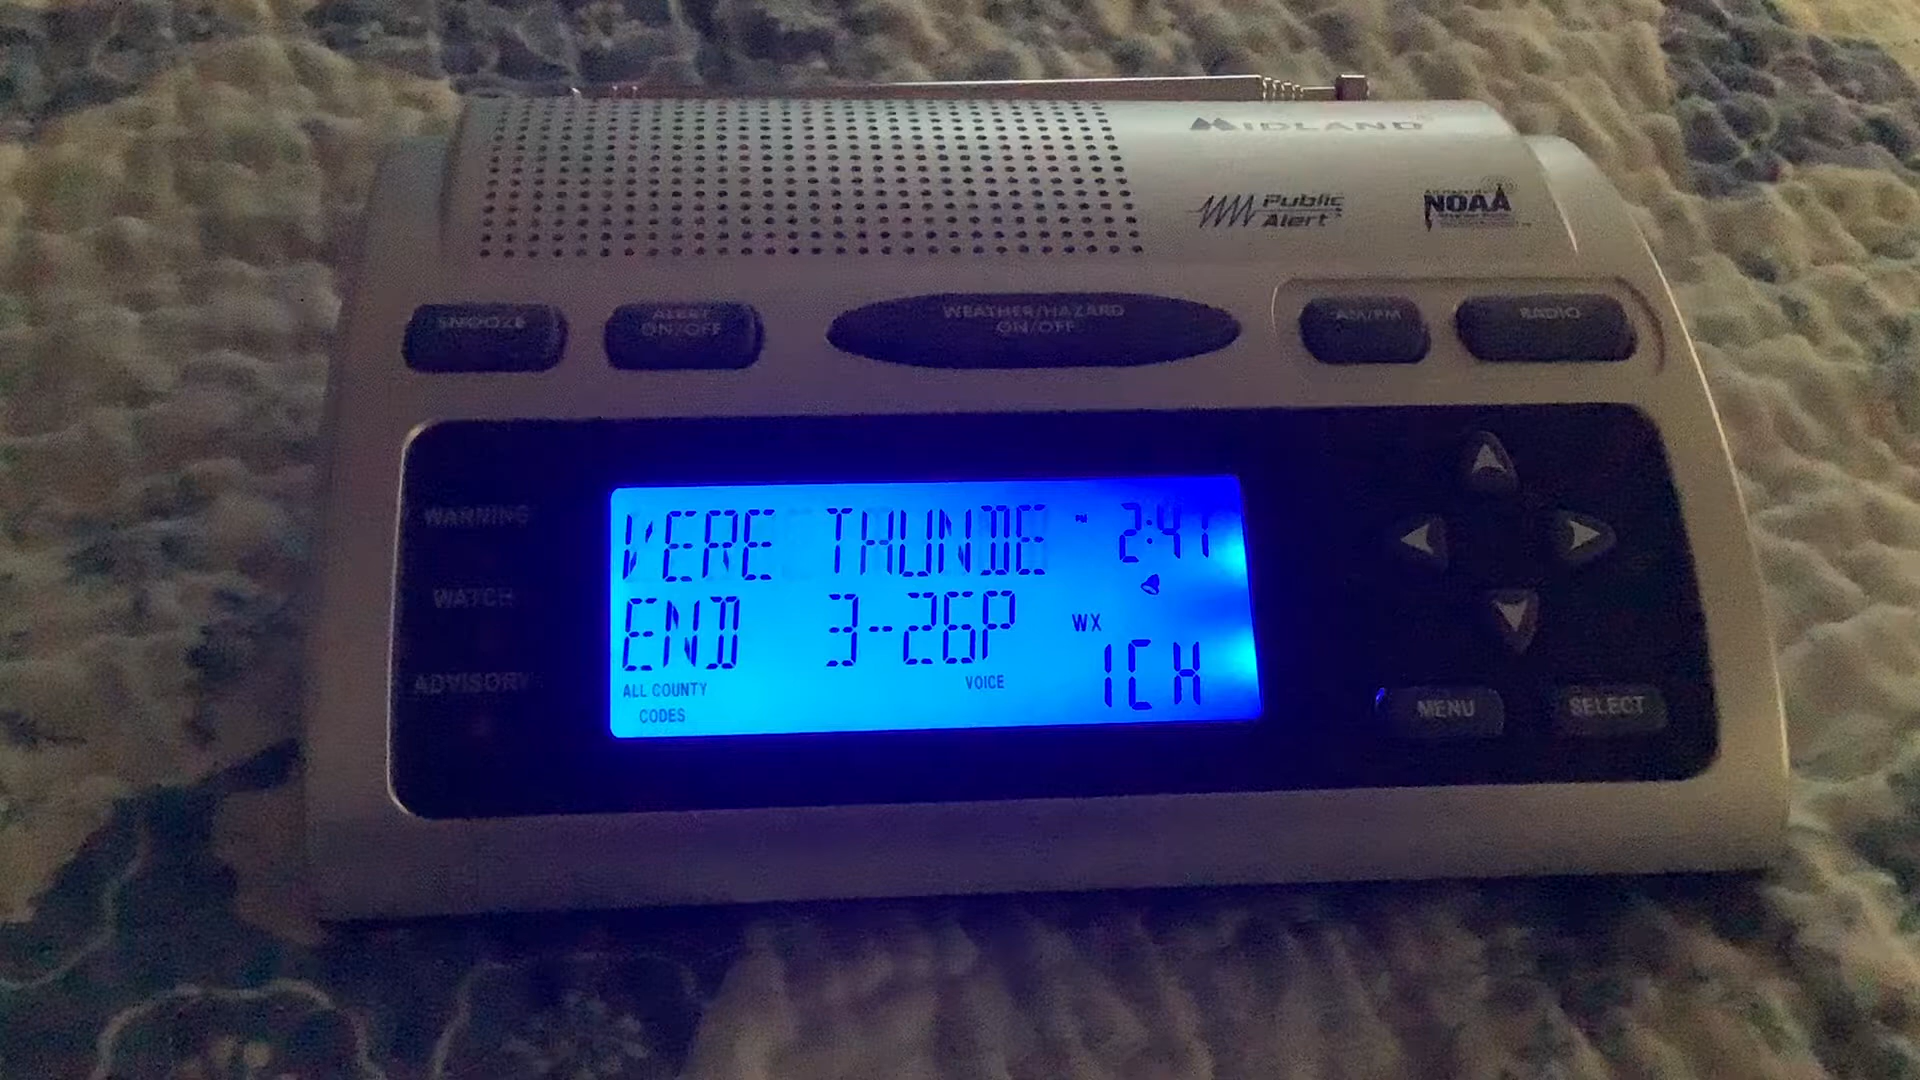 MIDLAND
Public Alert
NOAA
SNOOZE
ALERT ON/OFF
WEATHER/HAZARD ON/OFF
AM/FM
RADIO
WARNING
WATCH
ADVISORY
VERE THUNDE
PM 2:41
END 3-26P
WX
1CH
ALL COUNTY CODES
VOICE
MENU
SELECT